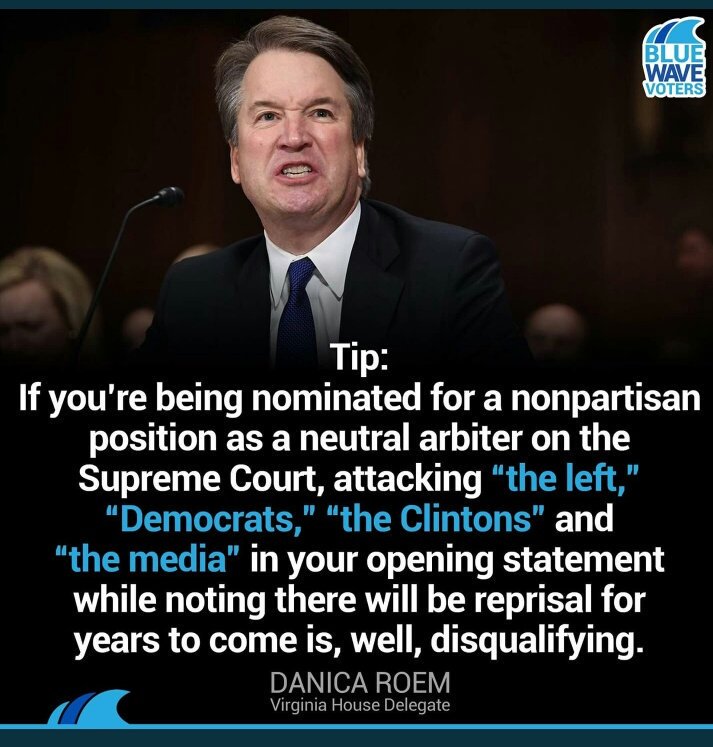 BLUE
WAVE
VOTERS
Tip:
If you're being nominated for a nonpartisan
position as a neutral arbiter on the
Supreme Court, attacking “the left,”
“Democrats,” “the Clintons” and
“the media” in your opening statement
while noting there will be reprisal for
years to come is, well, disqualifying.
DANICA ROEM
Virginia House Delegate